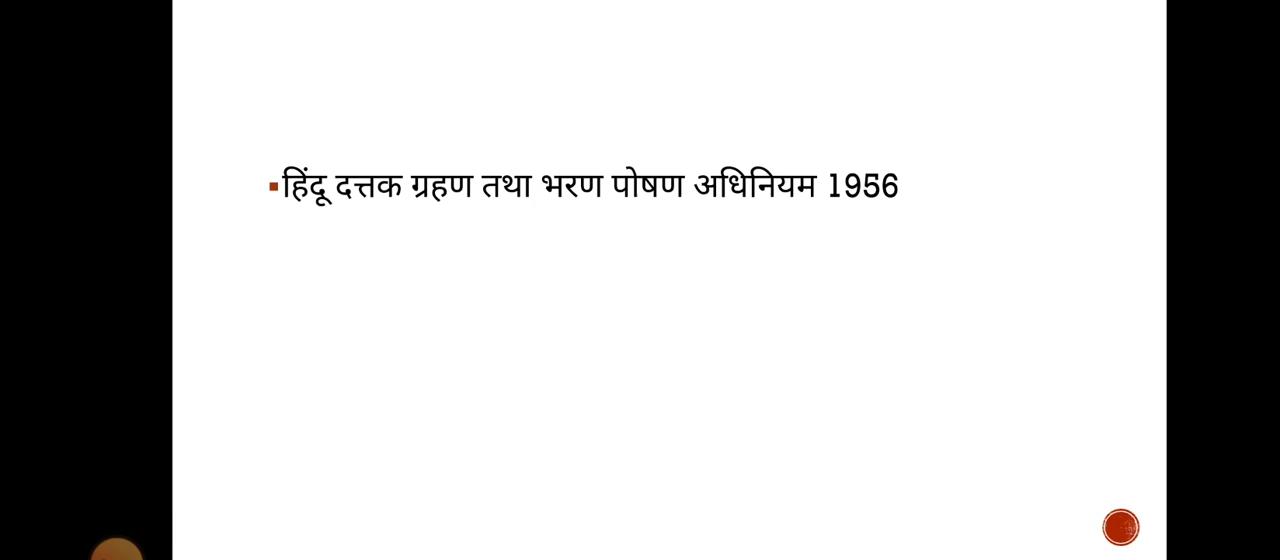 ▪हिंदू दत्तक ग्रहण तथा भरण पोषण अधिनियम 1956